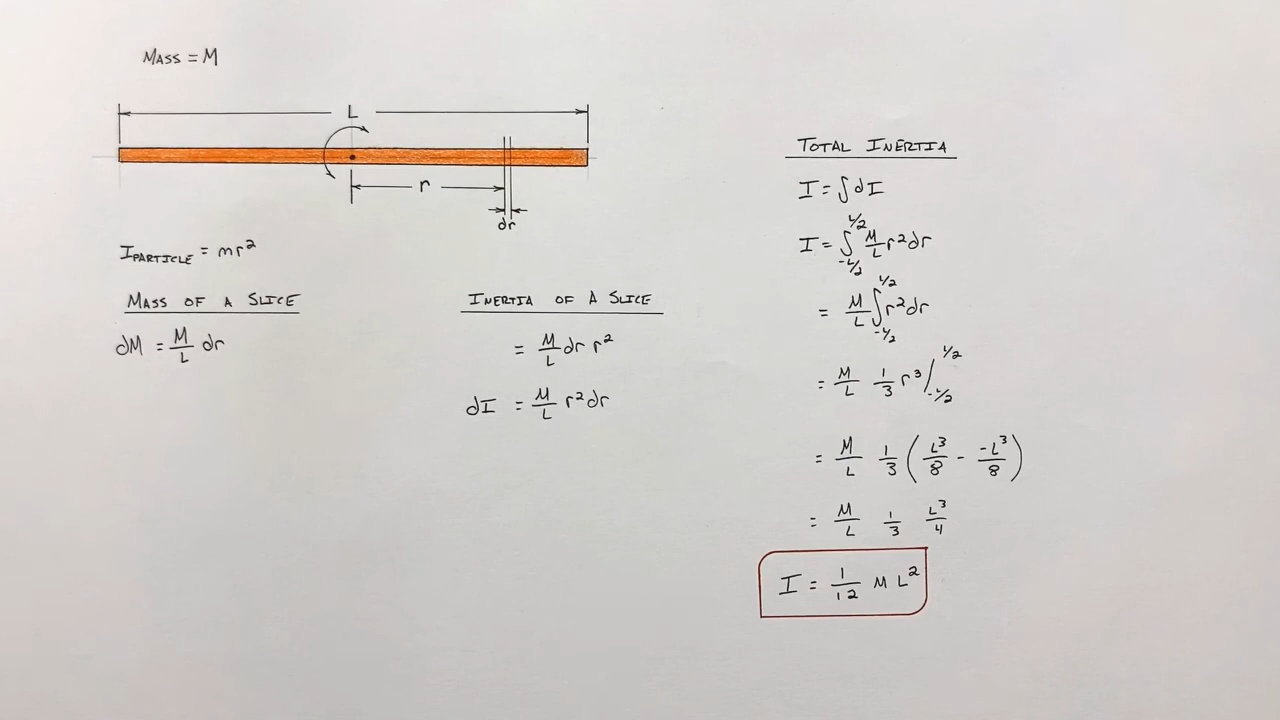 MASS = M
L
r
dr
I PARTICLE = mr²
MASS OF A SLICE
dM = M/L dr
INERTIA OF A SLICE
= M/L dr r²
dI = M/L r²dr
TOTAL INERTIA
I = ∫dI
I = ∫_{-L/2}^{L/2} M/L r²dr
= M/L ∫_{-L/2}^{L/2} r²dr
= M/L 1/3 r³ /_{-L/2}^{L/2}
= M/L 1/3 (L³/8 - -L³/8)
= M/L 1/3 L³/4
I = 1/12 M L²